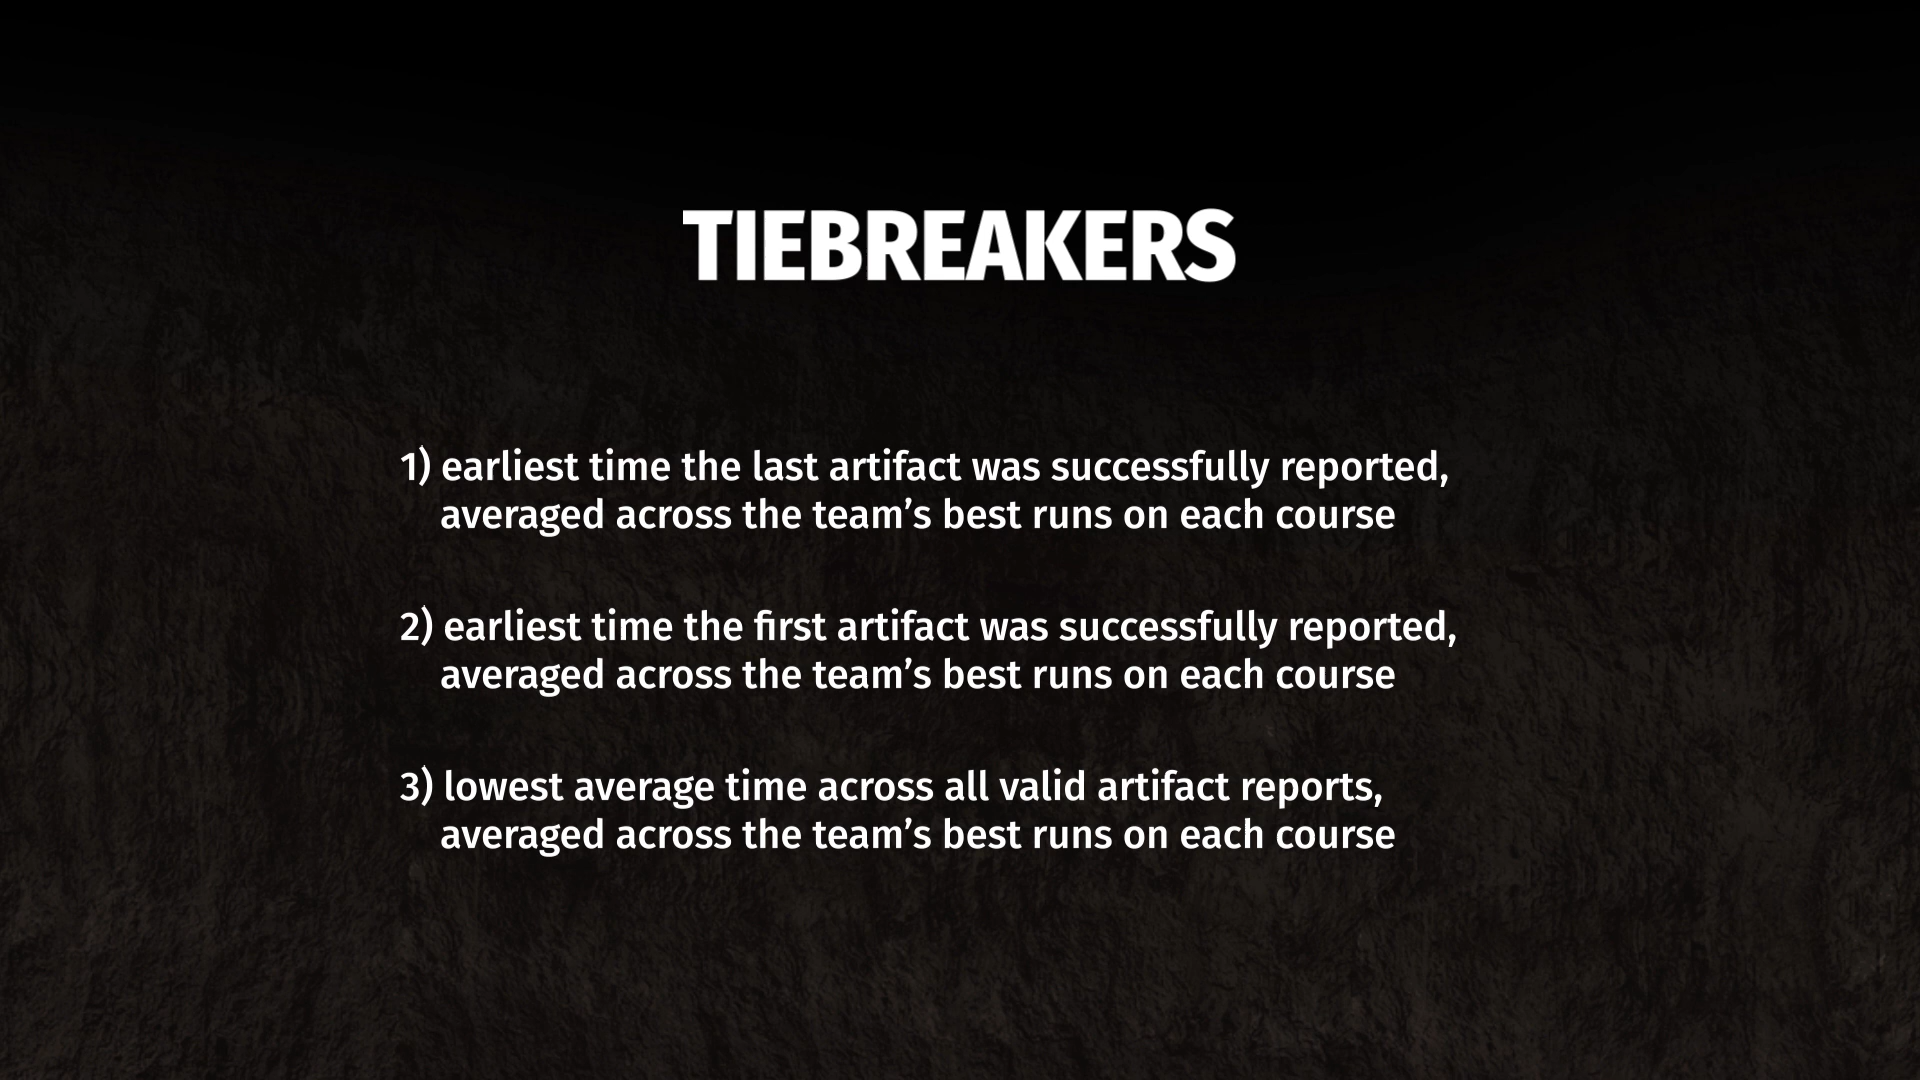 TIEBREAKERS
1) earliest time the last artifact was successfully reported,
averaged across the team’s best runs on each course
2) earliest time the first artifact was successfully reported,
averaged across the team’s best runs on each course
3) lowest average time across all valid artifact reports,
averaged across the team’s best runs on each course